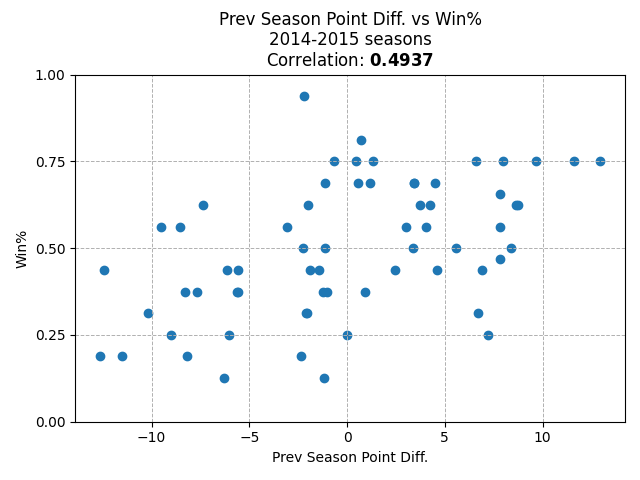 Prev Season Point Diff. vs Win%
2014-2015 seasons
Correlation: 0.4937
1.00
0.75
0.50
0.25
0.00
Win%
−10
−5
0
5
10
Prev Season Point Diff.